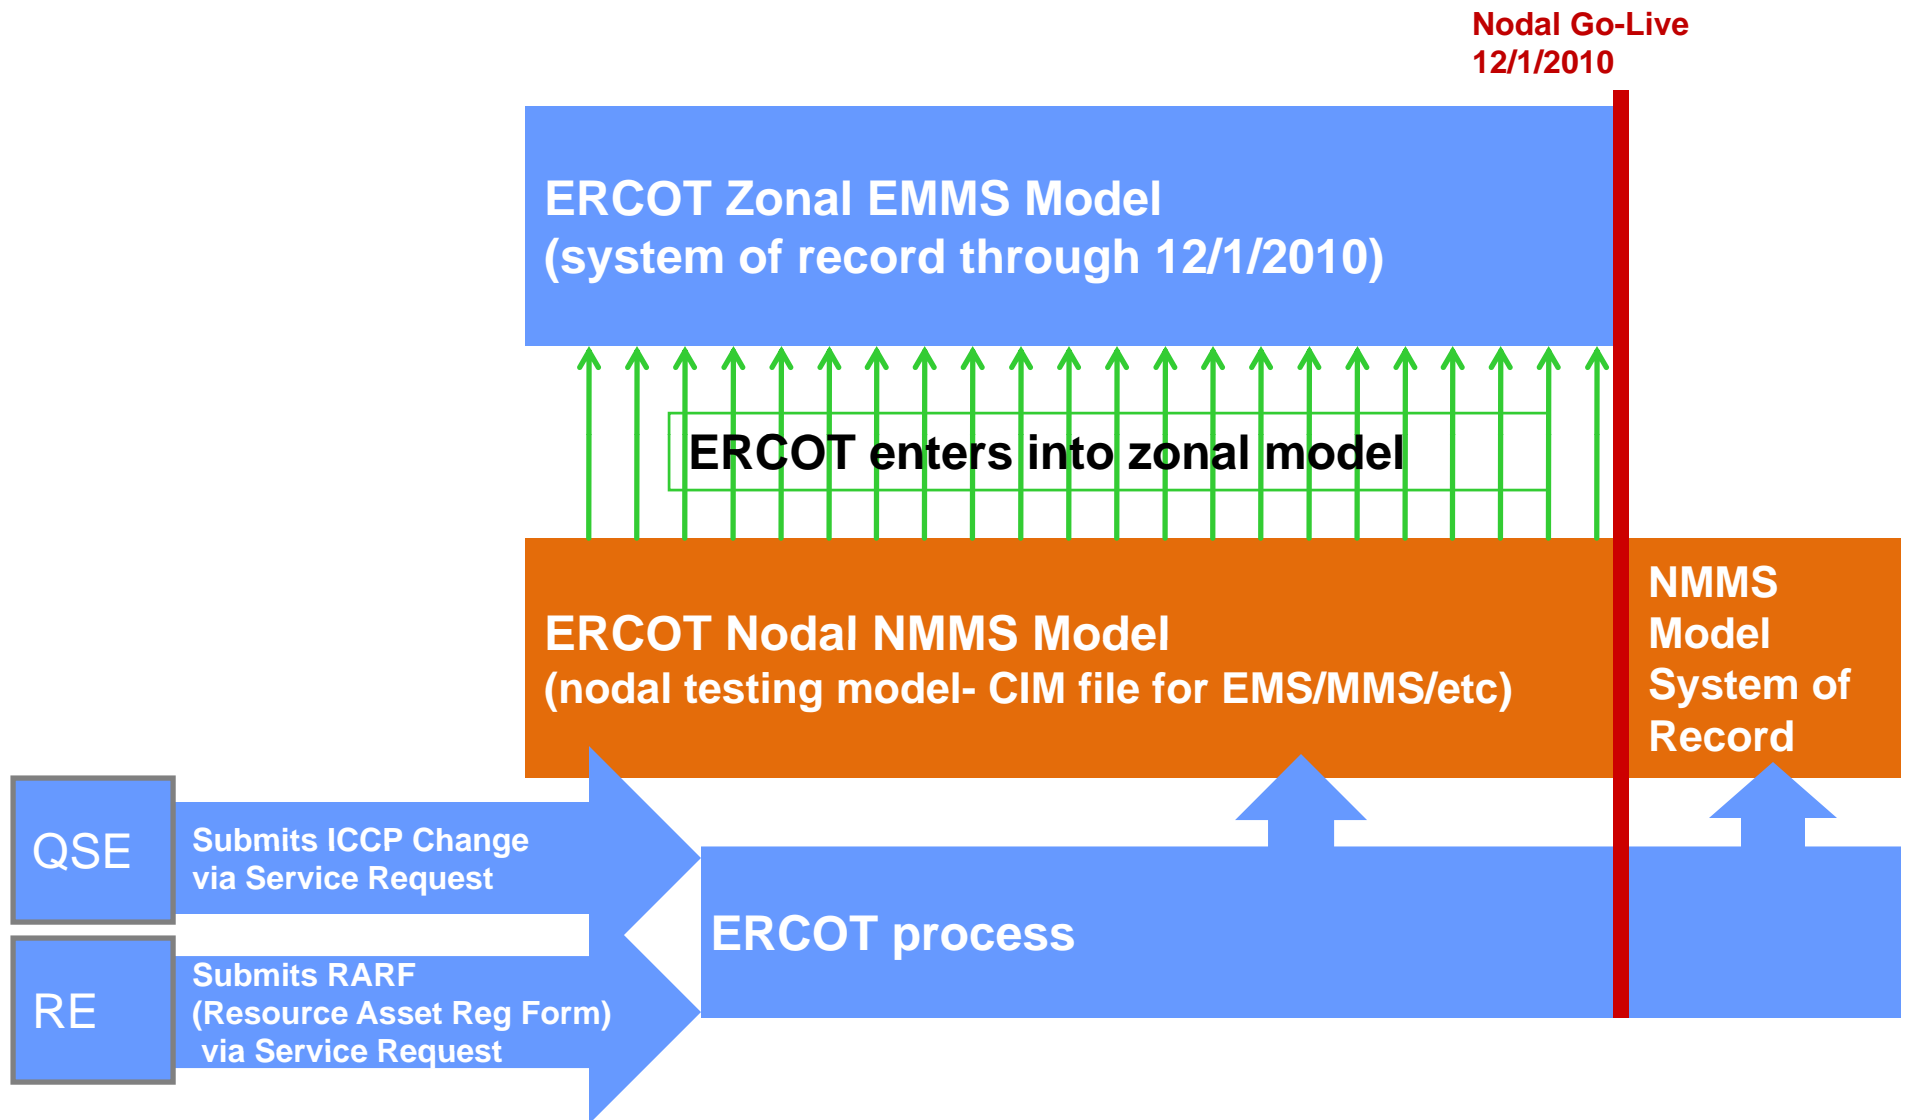 Nodal Go-Live
12/1/2010
ERCOT Zonal EMMS Model
(system of record through 12/1/2010)
ERCOT enters into zonal model
ERCOT Nodal NMMS Model
(nodal testing model- CIM file for EMS/MMS/etc)
NMMS
Model
System of
Record
QSE
Submits ICCP Change
via Service Request
ERCOT process
RE
Submits RARF
(Resource Asset Reg Form)
via Service Request